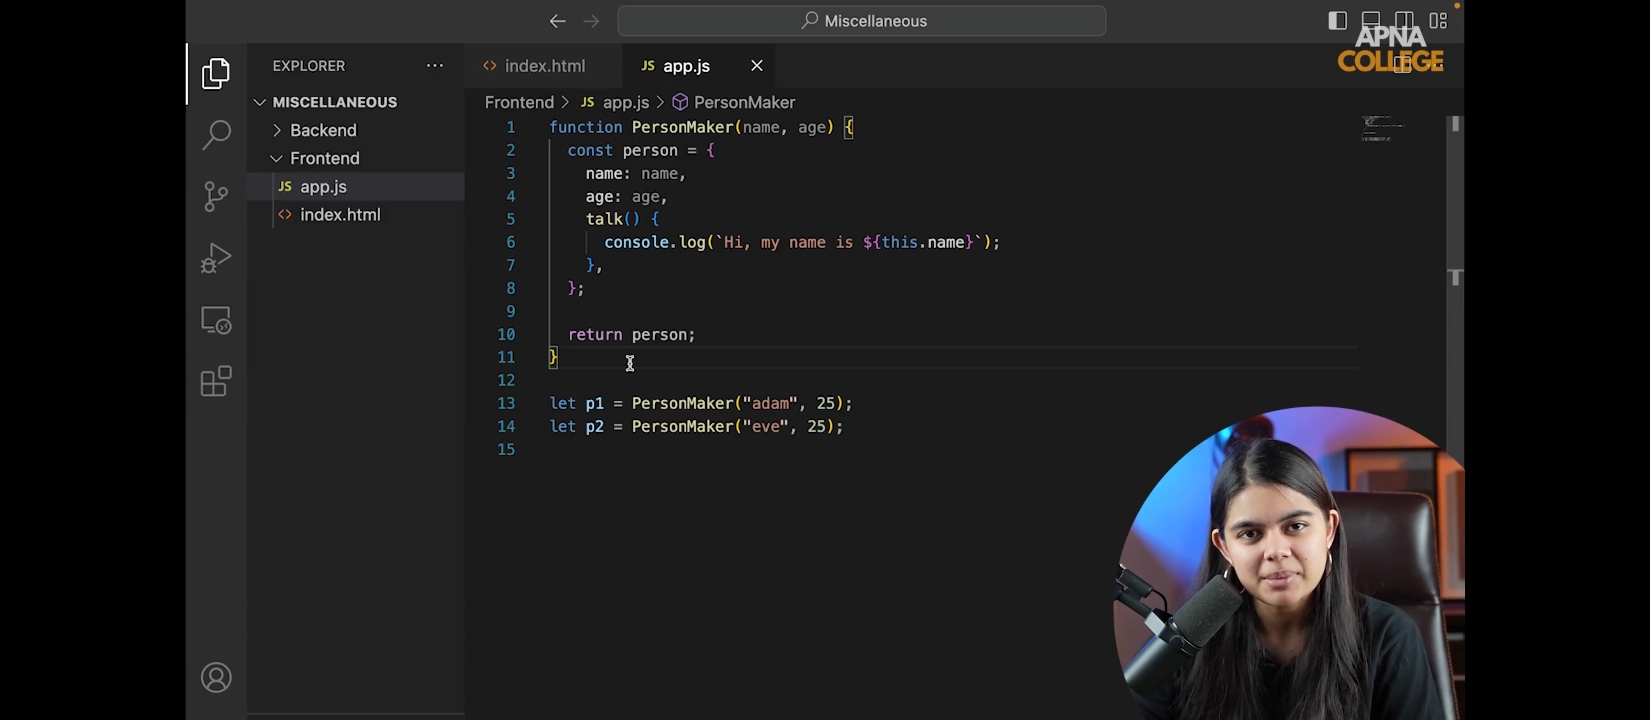 Miscellaneous
APNA
COLLEGE
EXPLORER
index.html
JS app.js
MISCELLANEOUS
Backend
Frontend
JS app.js
index.html
Frontend > JS app.js > PersonMaker
1 function PersonMaker(name, age) {
2 const person = {
3 name: name,
4 age: age,
5 talk() {
6 console.log(`Hi, my name is ${this.name}`);
7 },
8 };
9
10 return person;
11 }
12
13 let p1 = PersonMaker("adam", 25);
14 let p2 = PersonMaker("eve", 25);
15